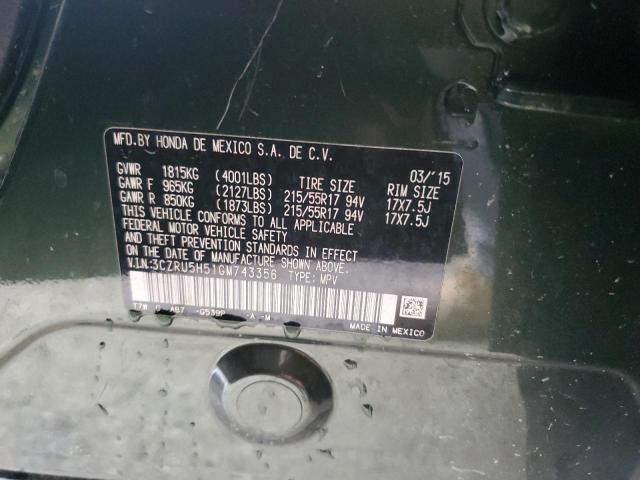 MFD.BY HONDA DE MEXICO S.A. DE C.V.
03/'15
GVWR 1815KG (4001LBS) TIRE SIZE RIM SIZE
GAWR F 965KG (2127LBS) 215/55R17 94V 17X7.5J
GAWR R 850KG (1873LBS) 215/55R17 94V 17X7.5J
THIS VEHICLE CONFORMS TO ALL APPLICABLE
FEDERAL MOTOR VEHICLE SAFETY
AND THEFT PREVENTION STANDARDS IN EFFECT
ON THE DATE OF MANUFACTURE SHOWN ABOVE.
V.I.N:3CZRU5H51GM743356 TYPE:MPV
T7W -G539P -A -M
MADE IN MEXICO